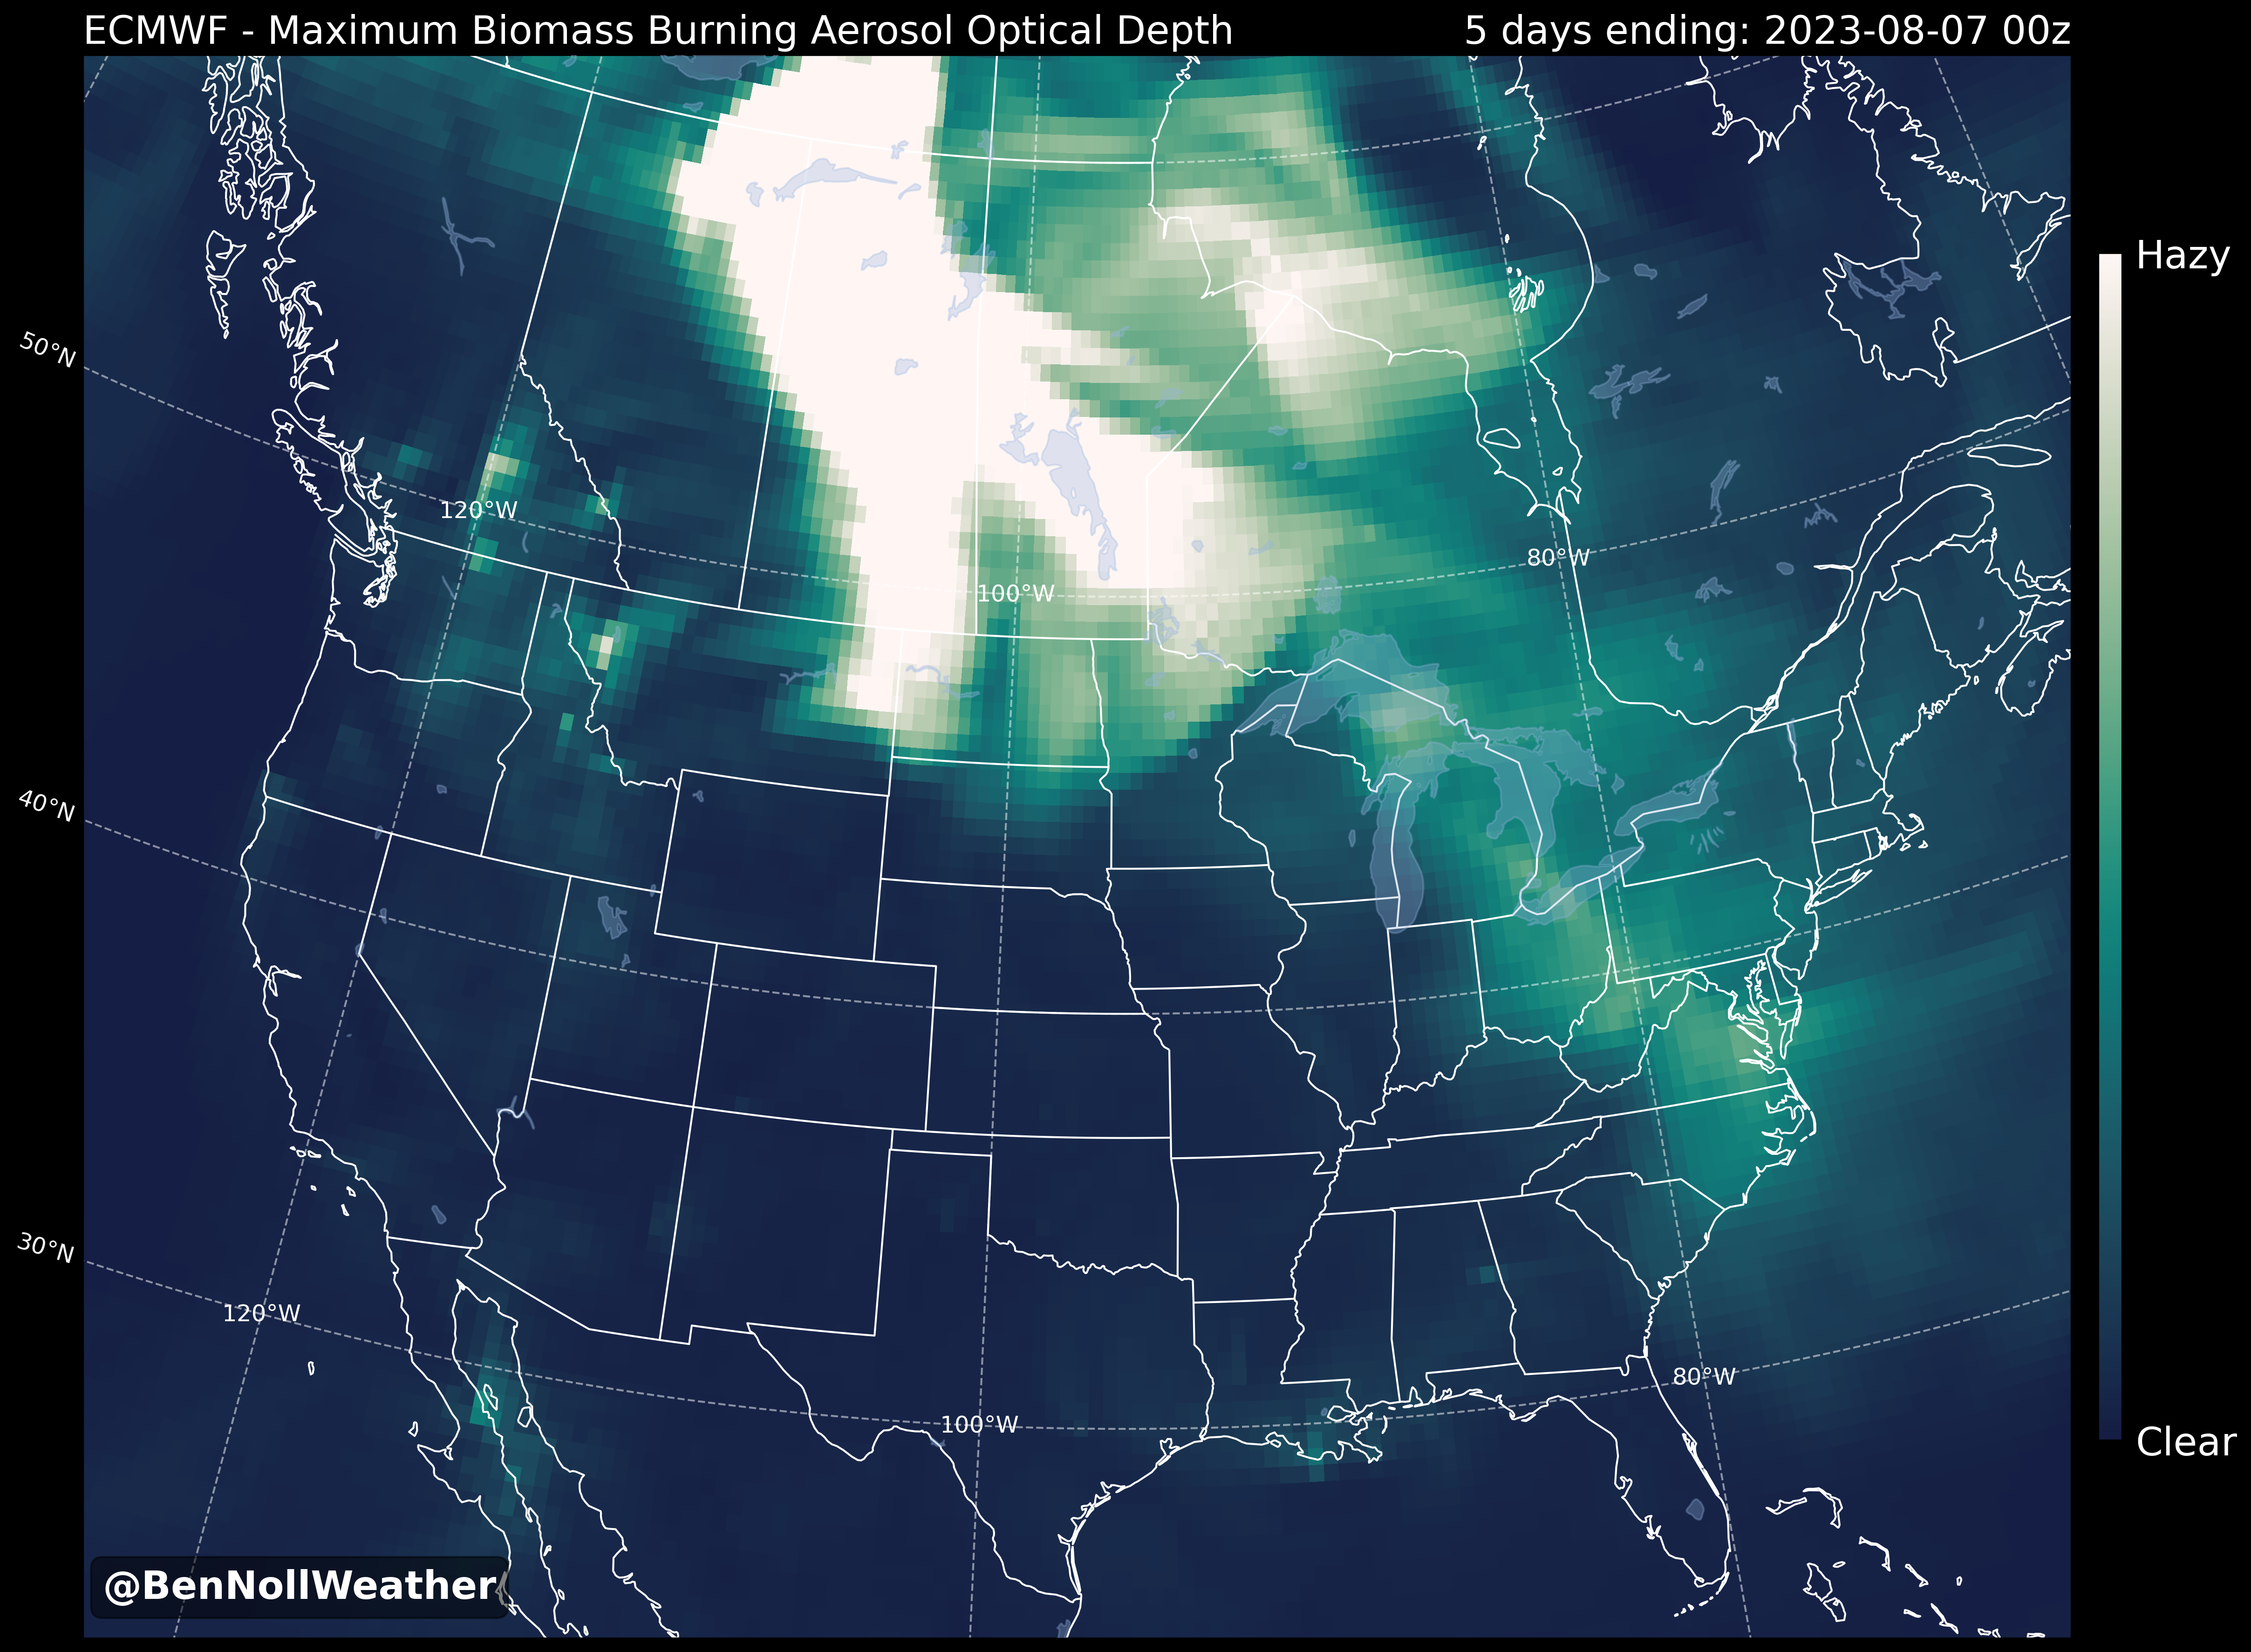 ECMWF - Maximum Biomass Burning Aerosol Optical Depth
5 days ending: 2023-08-07 00z
Hazy
50°N
120°W
80°W
100°W
40°N
30°N
120°W
80°W
100°W
Clear
@BenNollWeather